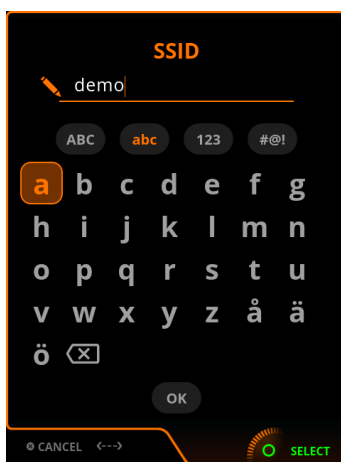 SSID
demo
ABC abc 123 #@!
a b c d e f g
h i j k l m n
o p q r s t u
v w x y z å ä
ö
OK
CANCEL <---> SELECT